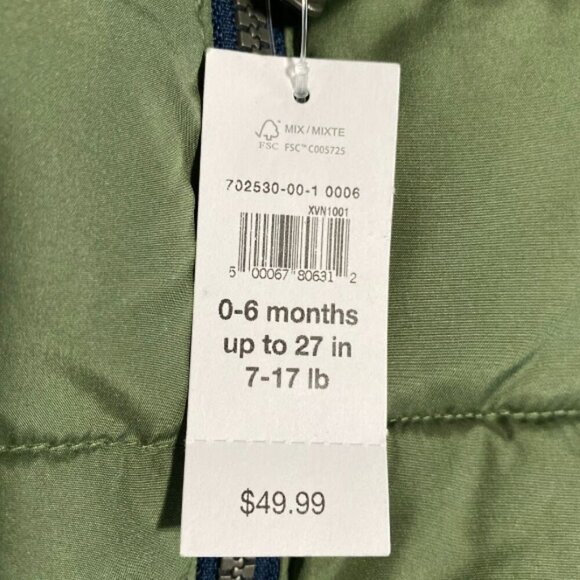 MIX / MIXTE
FSC FSC™ C005725
702530-00-1 0006
XVN1001
5 00067 80631 2
0-6 months
up to 27 in
7-17 lb
$49.99